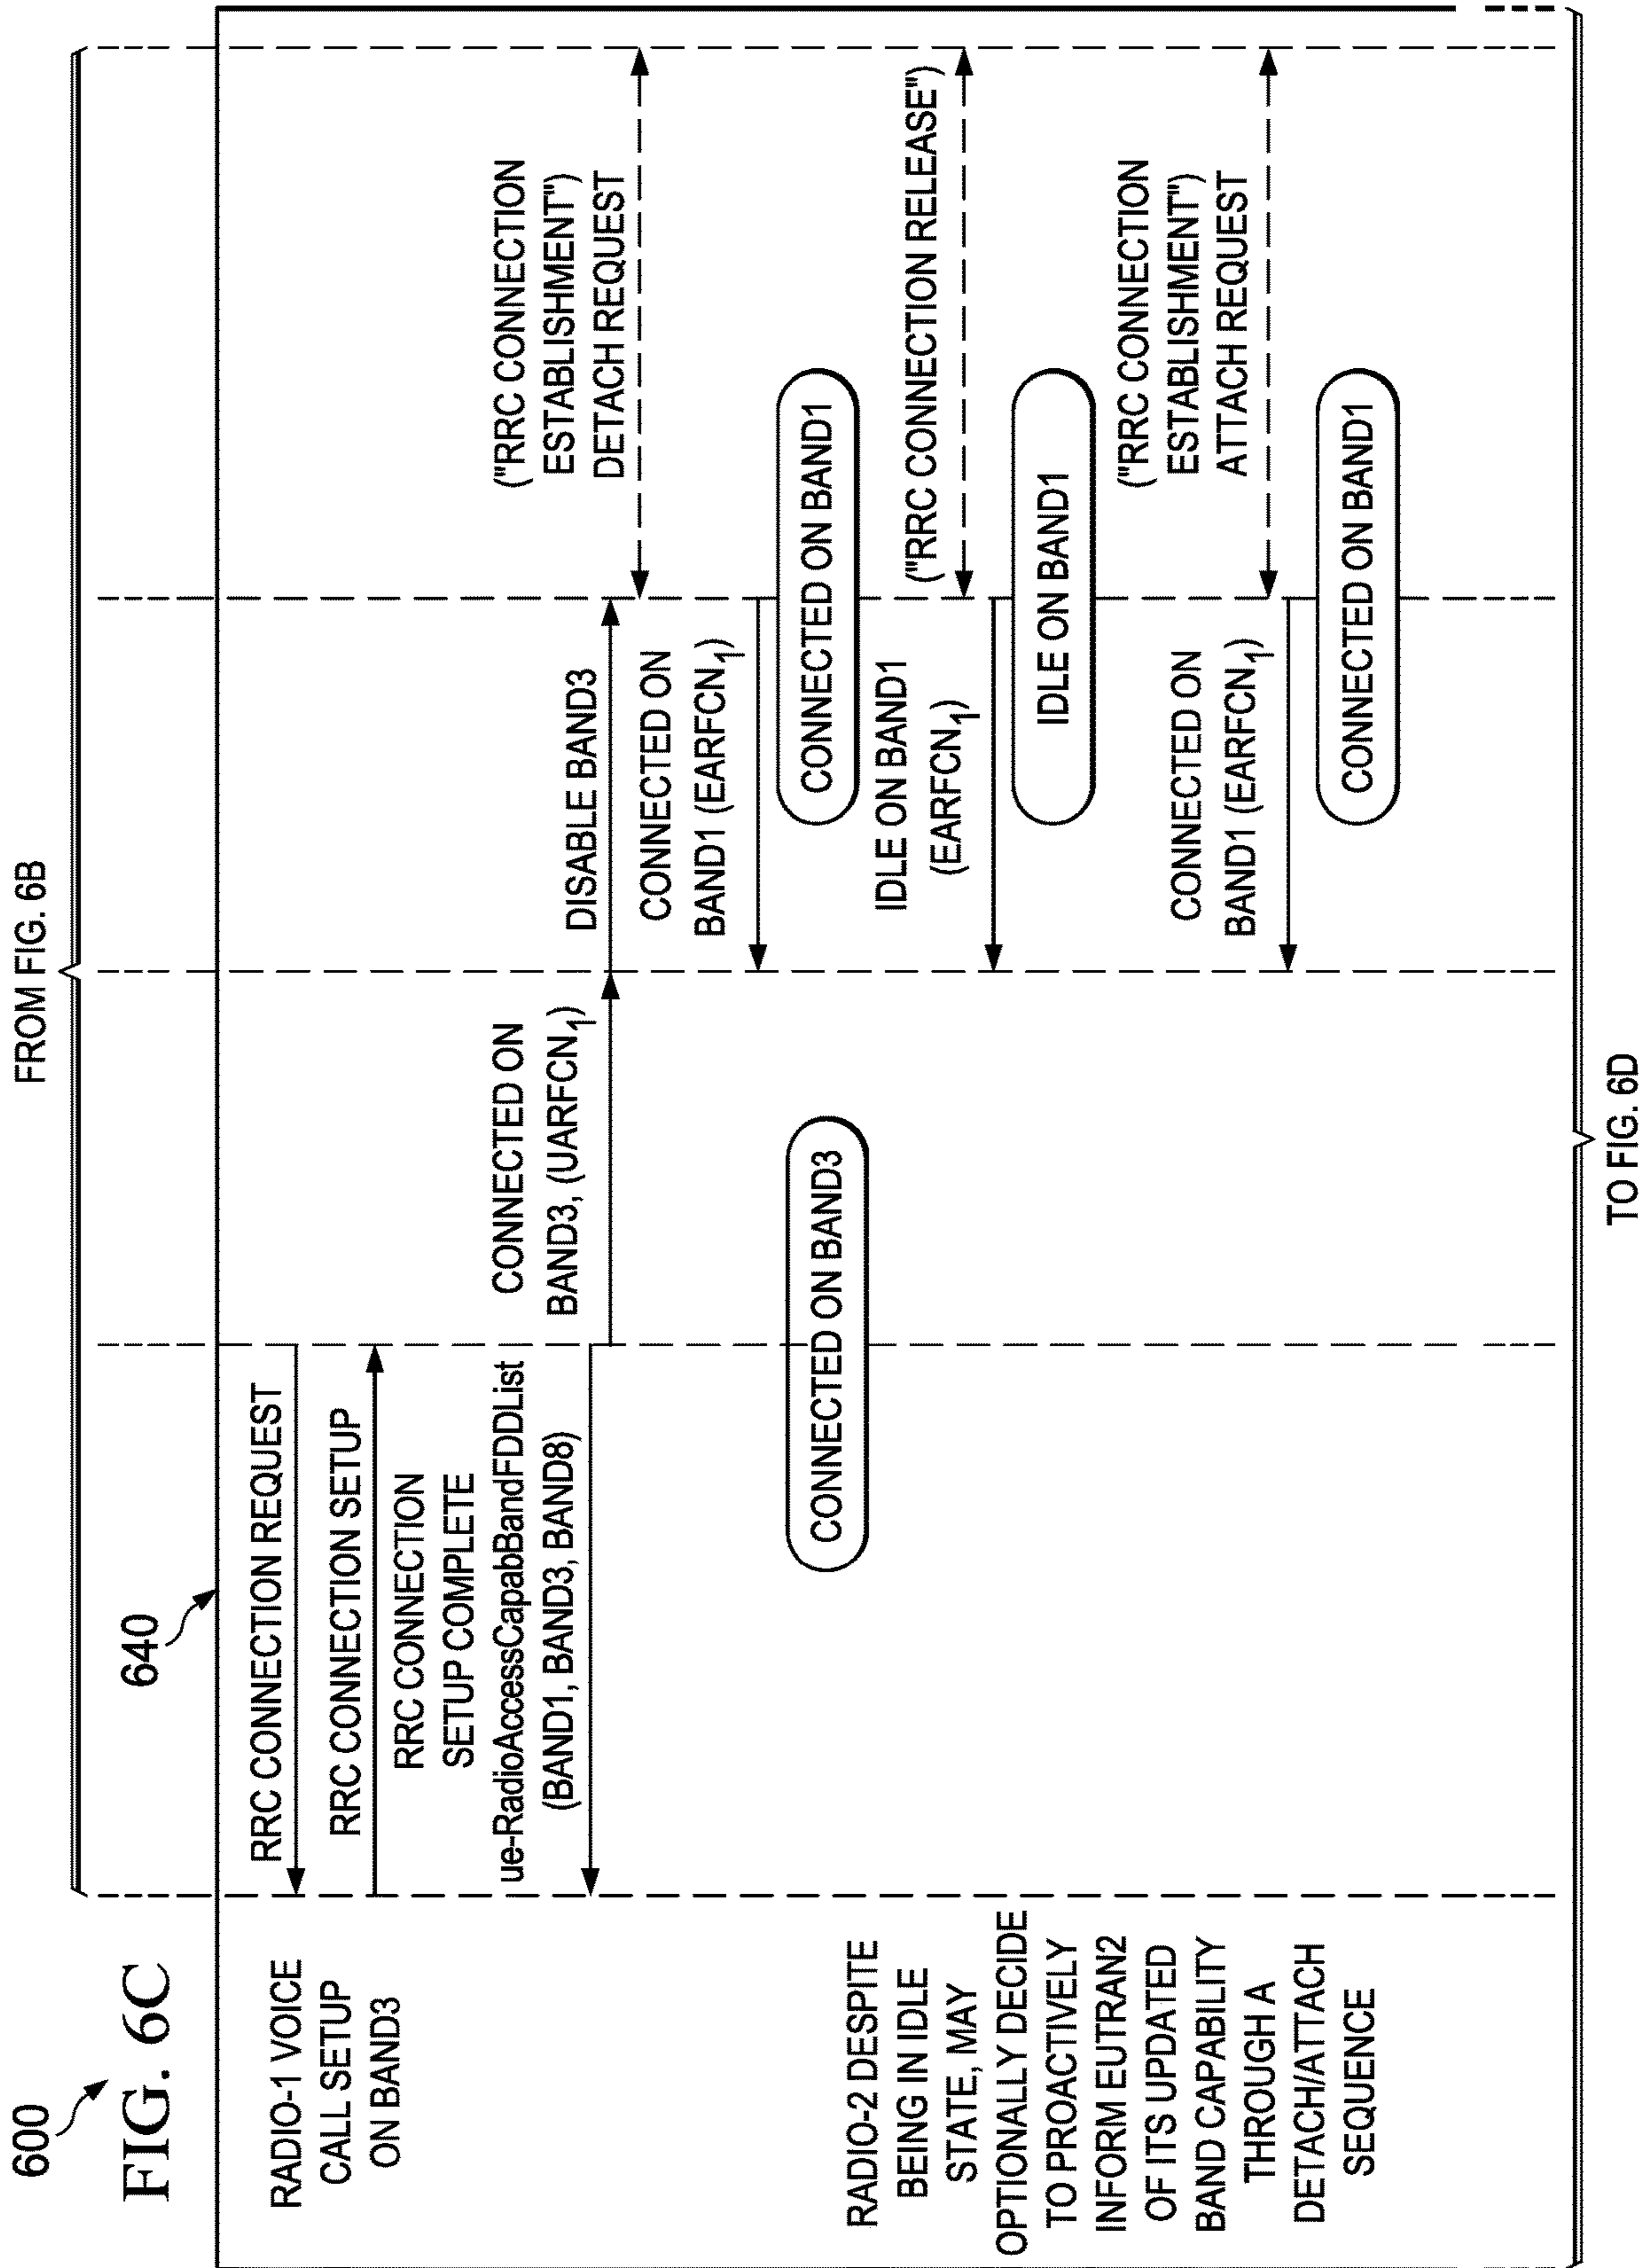 600
FIG. 6C
FROM FIG. 6B
640
RADIO-1 VOICE
CALL SETUP
ON BAND3
RRC CONNECTION REQUEST
RRC CONNECTION SETUP
RRC CONNECTION
SETUP COMPLETE
ue-RadioAccessCapabBandFDDList
(BAND1, BAND3, BAND8)
CONNECTED ON
BAND3, (UARFCN1)
DISABLE BAND3
("RRC CONNECTION
ESTABLISHMENT")
DETACH REQUEST
CONNECTED ON
BAND1 (EARFCN1)
CONNECTED ON BAND3
CONNECTED ON BAND1
RADIO-2 DESPITE
BEING IN IDLE
STATE, MAY
OPTIONALLY DECIDE
TO PROACTIVELY
INFORM EUTRAN2
OF ITS UPDATED
BAND CAPABILITY
THROUGH A
DETACH/ATTACH
SEQUENCE
IDLE ON BAND1
(EARFCN1)
("RRC CONNECTION RELEASE")
IDLE ON BAND1
("RRC CONNECTION
ESTABLISHMENT")
ATTACH REQUEST
CONNECTED ON
BAND1 (EARFCN1)
CONNECTED ON BAND1
TO FIG. 6D